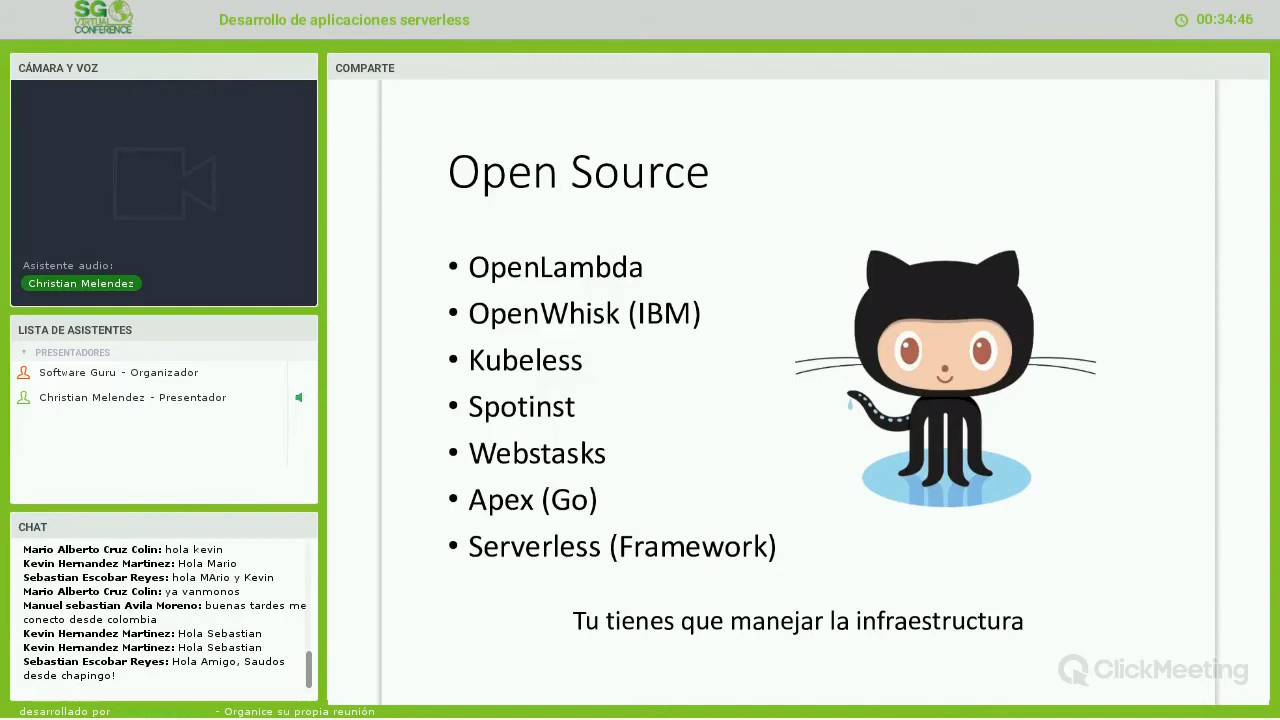 SG
VIRTUAL
CONFERENCE
Desarrollo de aplicaciones serverless
00:34:46
CÁMARA Y VOZ
Asistente audio:
Christian Melendez
LISTA DE ASISTENTES
PRESENTADORES
Software Guru - Organizador
Christian Melendez - Presentador
CHAT
Mario Alberto Cruz Colin: hola kevin
Kevin Hernandez Martinez: Hola Mario
Sebastian Escobar Reyes: hola MArio y Kevin
Mario Alberto Cruz Colin: ya vanmonos
Manuel sebastian Avila Moreno: buenas tardes me
conecto desde colombia
Kevin Hernandez Martinez: Hola Sebastian
Kevin Hernandez Martinez: Hola Sebastian
Sebastian Escobar Reyes: Hola Amigo, Saudos
desde chapingo!
COMPARTE
Open Source
• OpenLambda
• OpenWhisk (IBM)
• Kubeless
• Spotinst
• Webstasks
• Apex (Go)
• Serverless (Framework)
Tu tienes que manejar la infraestructura
ClickMeeting
desarrollado por - Organice su propia reunión